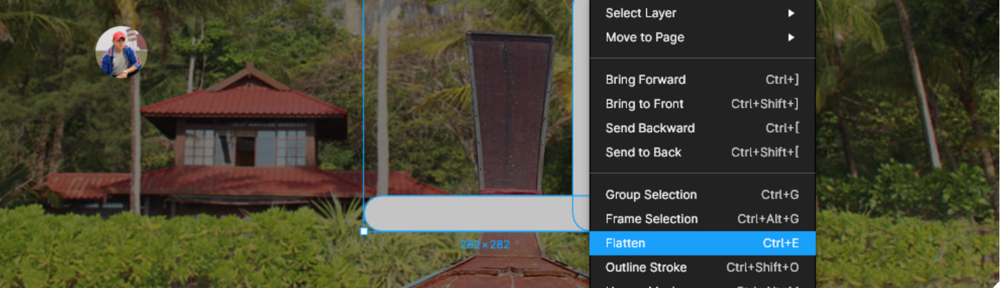 Select Layer
Move to Page
Bring Forward Ctrl+]
Bring to Front Ctrl+Shift+]
Send Backward Ctrl+[
Send to Back Ctrl+Shift+[
Group Selection Ctrl+G
Frame Selection Ctrl+Alt+G
Flatten Ctrl+E
282×282
Outline Stroke Ctrl+Shift+O